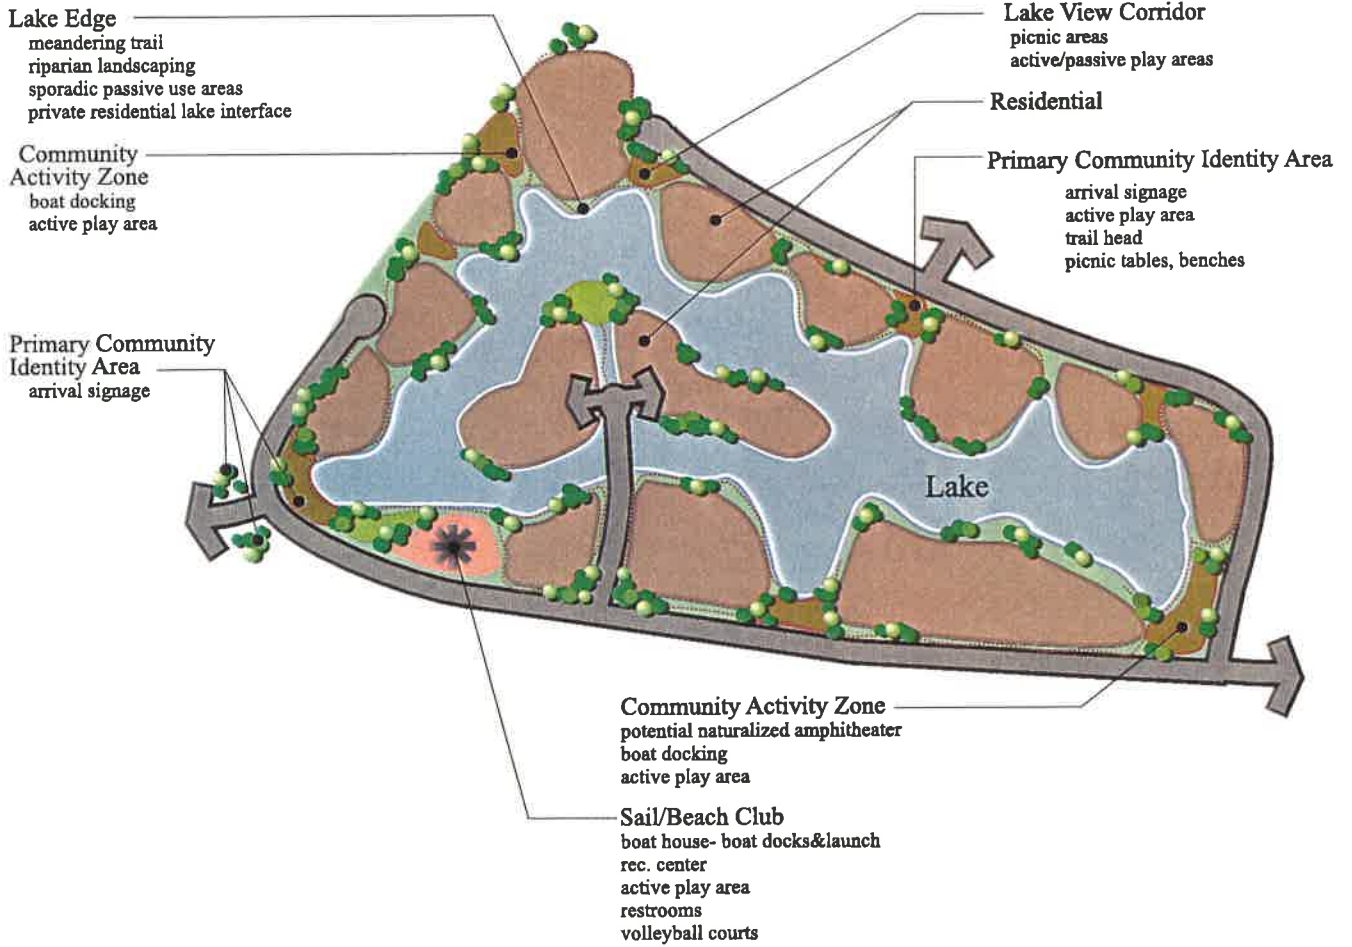 Lake Edge
meandering trail
riparian landscaping
sporadic passive use areas
private residential lake interface
Community
Activity Zone
boat docking
active play area
Primary Community
Identity Area
arrival signage
Lake View Corridor
picnic areas
active/passive play areas
Residential
Primary Community Identity Area
arrival signage
active play area
trail head
picnic tables, benches
Lake
Community Activity Zone
potential naturalized amphitheater
boat docking
active play area
Sail/Beach Club
boat house- boat docks&launch
rec. center
active play area
restrooms
volleyball courts